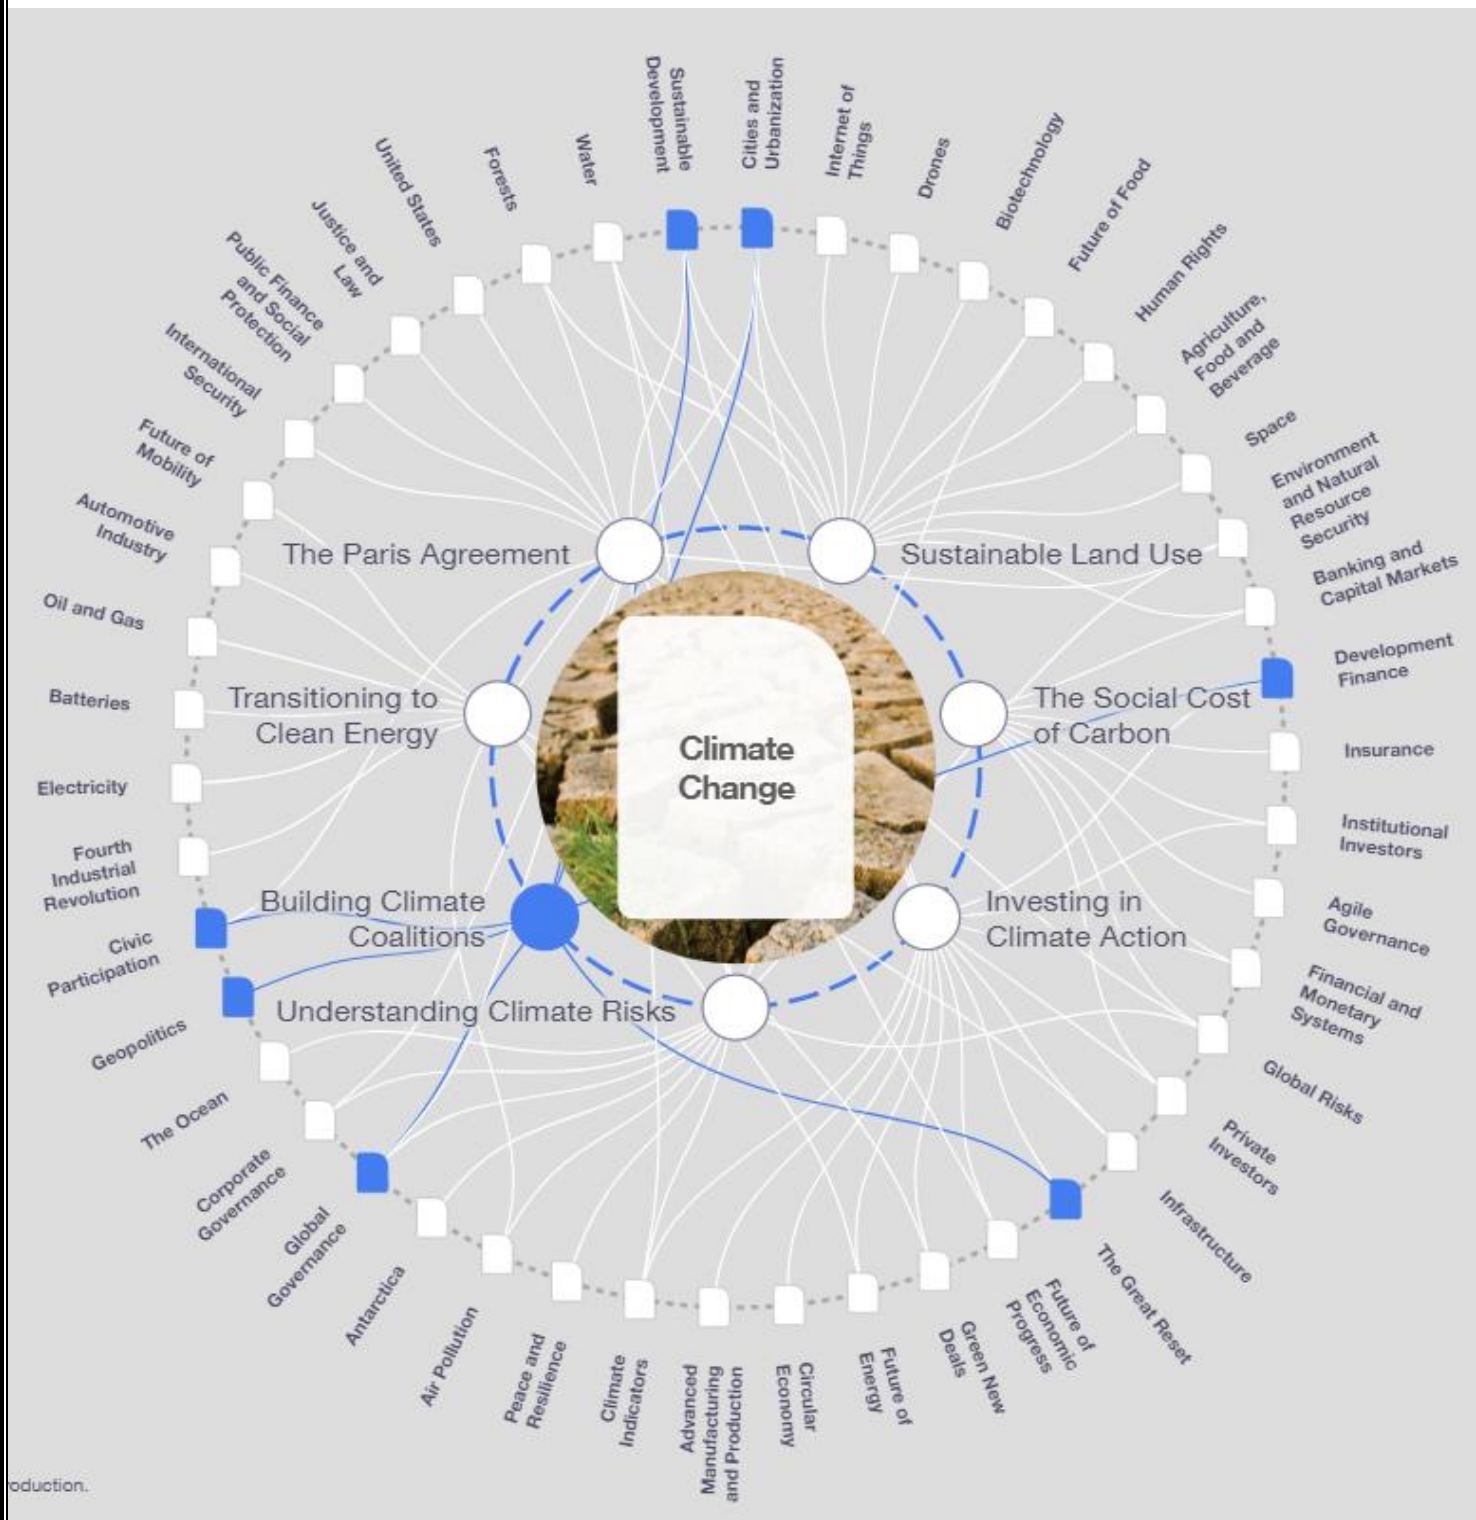 Sustainable
Development
Cities and
Urbanization
Internet of
Things
Drones
Biotechnology
Future of Food
Human Rights
Agriculture,
Food and
Beverage
Space
Environment
and Natural
Resource
Security
Banking and
Capital Markets
Development
Finance
Insurance
Institutional
Investors
Agile
Governance
Financial and
Monetary
Systems
Global Risks
Private
Investors
Infrastructure
The Great Reset
Future of
Economic
Progress
Green New
Deals
Future of
Energy
Circular
Economy
Advanced
Manufacturing
and Production
Climate
Indicators
Peace and
Resilience
Air Pollution
Antarctica
Global
Governance
Corporate
Governance
The Ocean
Geopolitics
Civic
Participation
Fourth
Industrial
Revolution
Electricity
Batteries
Oil and Gas
Automotive
Industry
Future of
Mobility
International
Security
Public Finance
and Social
Protection
Justice and
Law
United States
Forests
Water
The Paris Agreement
Sustainable Land Use
Transitioning to
Clean Energy
The Social Cost
of Carbon
Climate
Change
Building Climate
Coalitions
Investing in
Climate Action
Understanding Climate Risks
oduction.